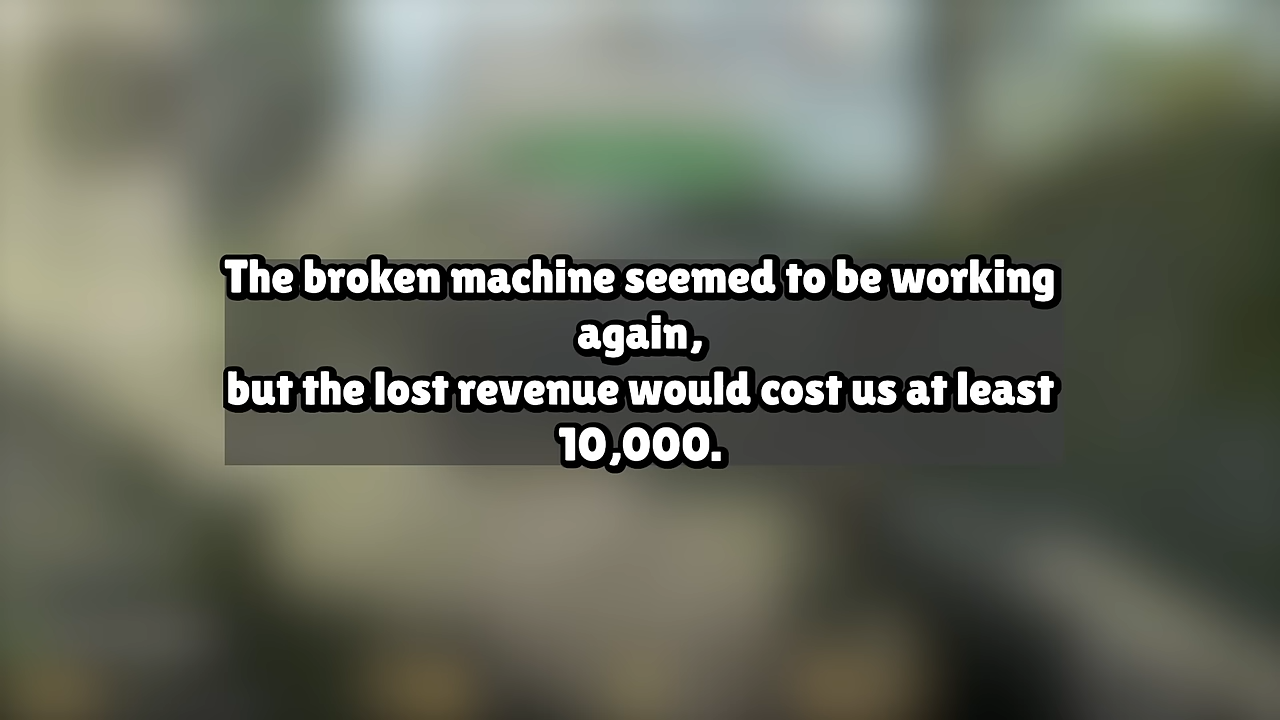 The broken machine seemed to be working
again,
but the lost revenue would cost us at least
10,000.